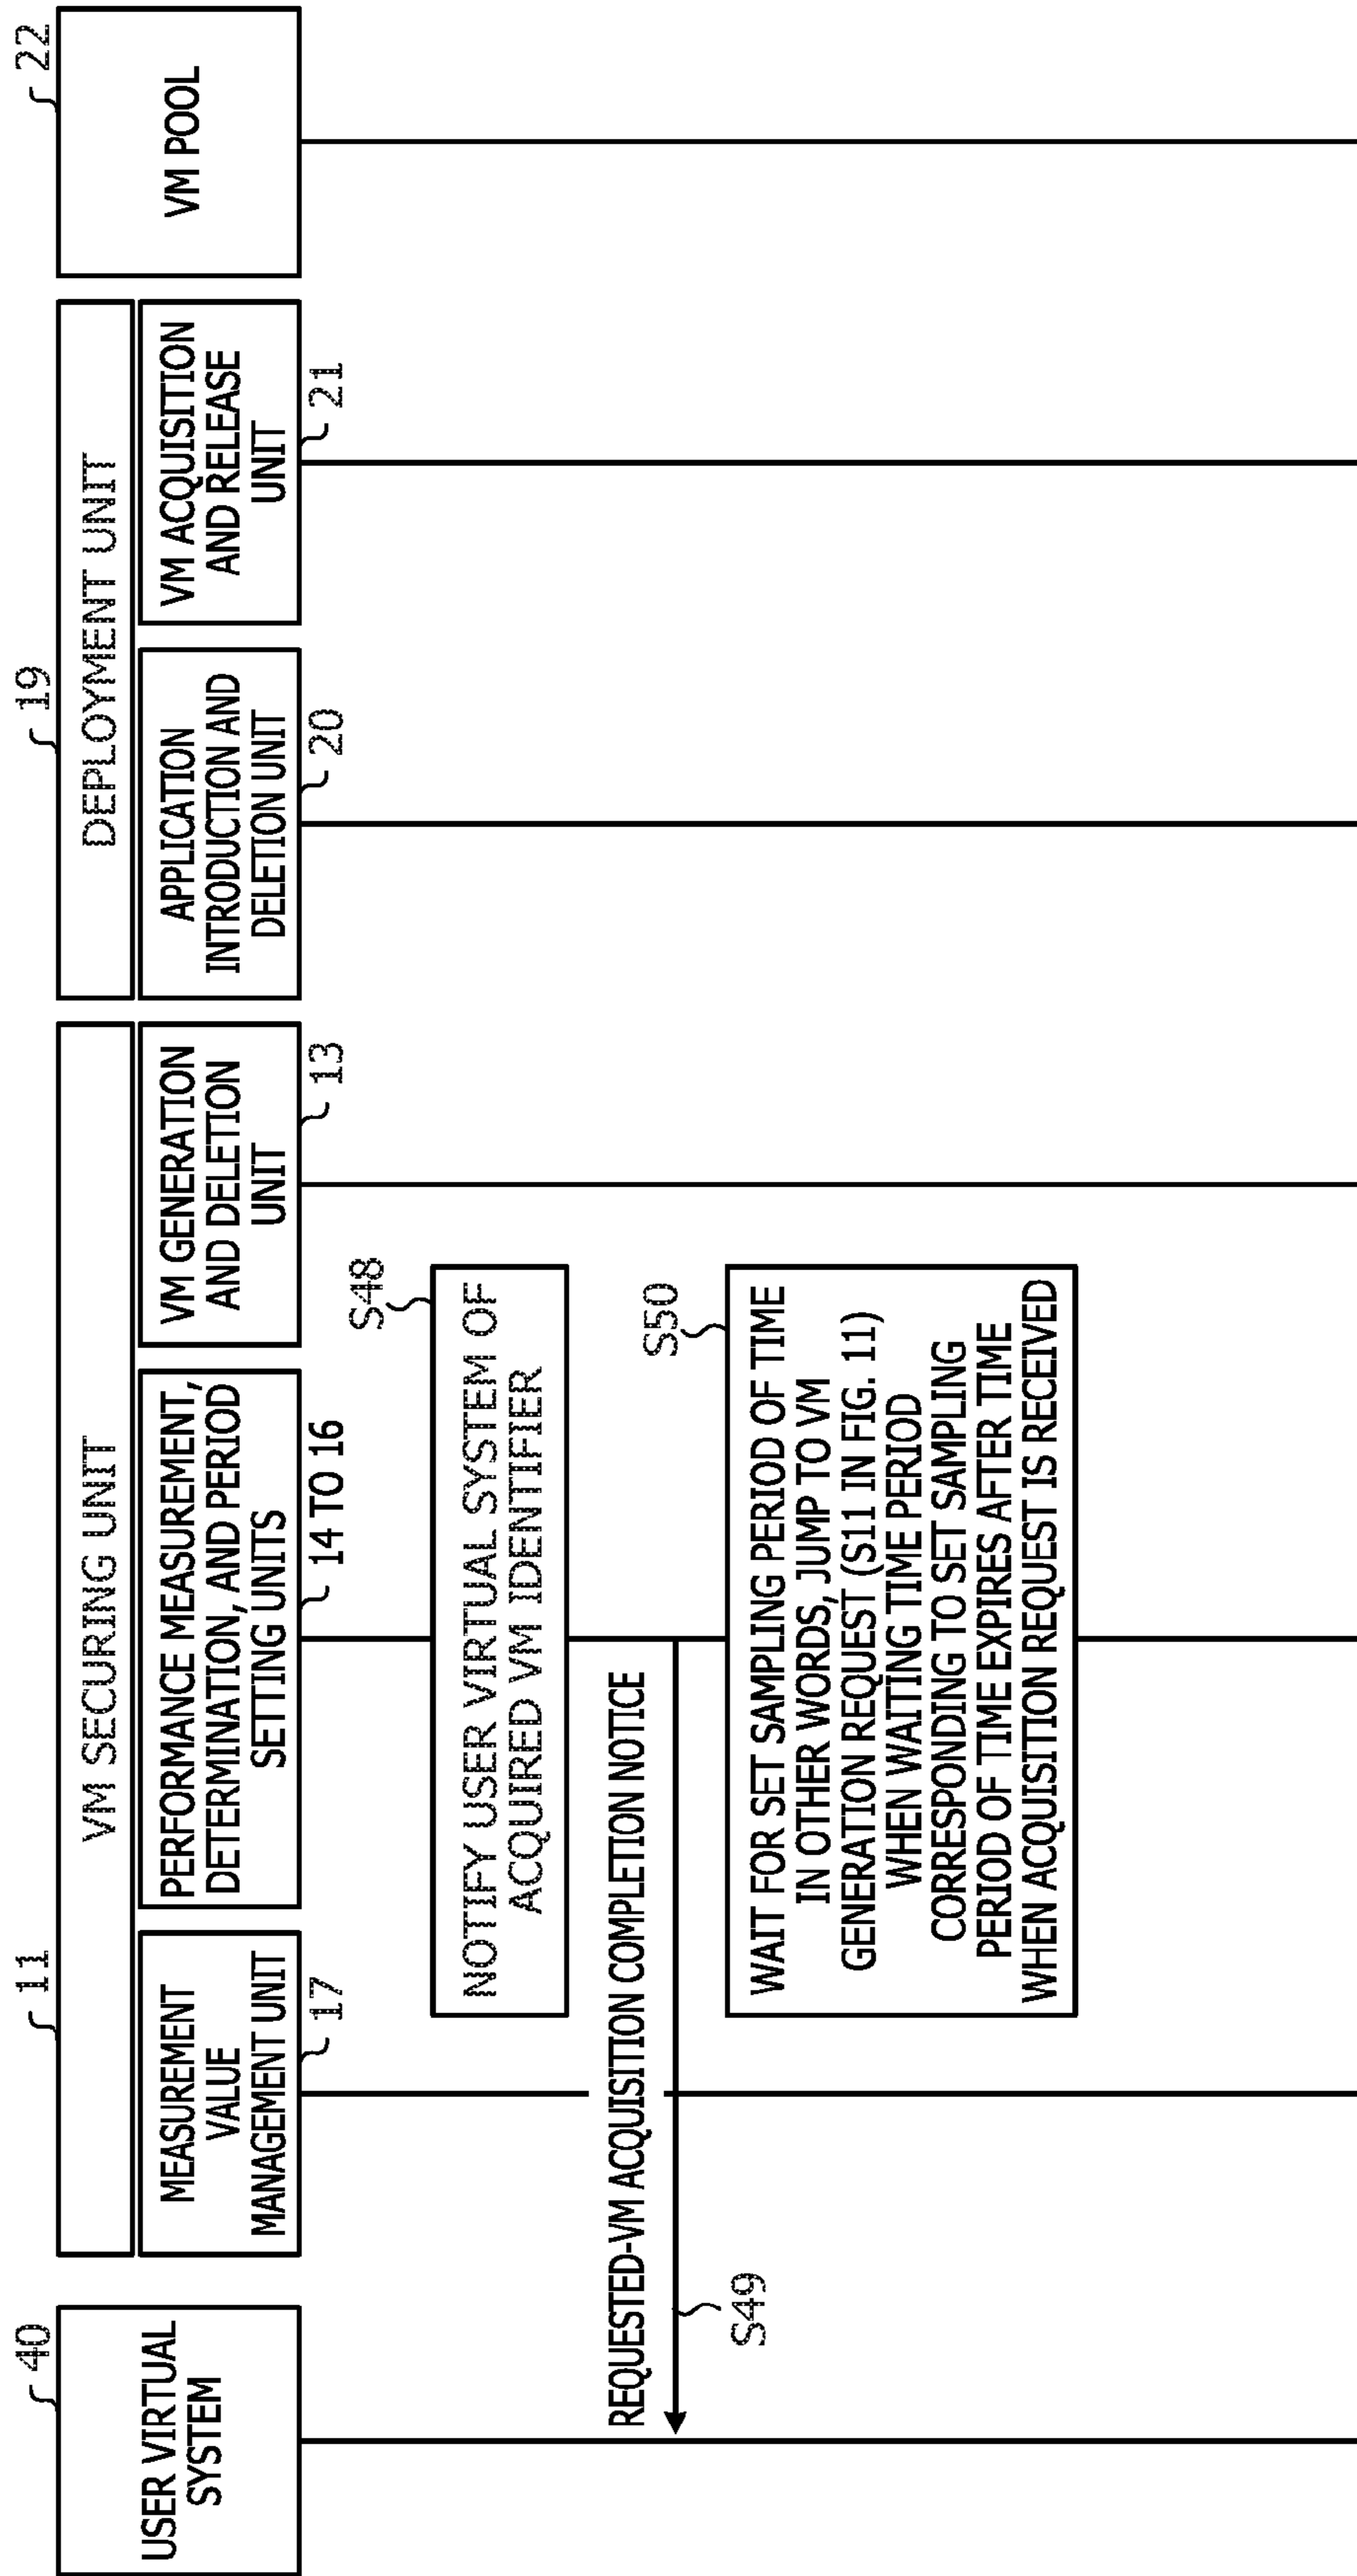 40
USER VIRTUAL
SYSTEM
11
VM SECURING UNIT
MEASUREMENT
VALUE
MANAGEMENT UNIT
17
PERFORMANCE MEASUREMENT,
DETERMINATION, AND PERIOD
SETTING UNITS
14 TO 16
VM GENERATION
AND DELETION
UNIT
13
19
DEPLOYMENT UNIT
APPLICATION
INTRODUCTION AND
DELETION UNIT
20
VM ACQUISITION
AND RELEASE
UNIT
21
22
VM POOL
S48
NOTIFY USER VIRTUAL SYSTEM OF
ACQUIRED VM IDENTIFIER
REQUESTED-VM ACQUISITION COMPLETION NOTICE
S49
S50
WAIT FOR SET SAMPLING PERIOD OF TIME
IN OTHER WORDS, JUMP TO VM
GENERATION REQUEST (S11 IN FIG. 11)
WHEN WAITING TIME PERIOD
CORRESPONDING TO SET SAMPLING
PERIOD OF TIME EXPIRES AFTER TIME
WHEN ACQUISITION REQUEST IS RECEIVED